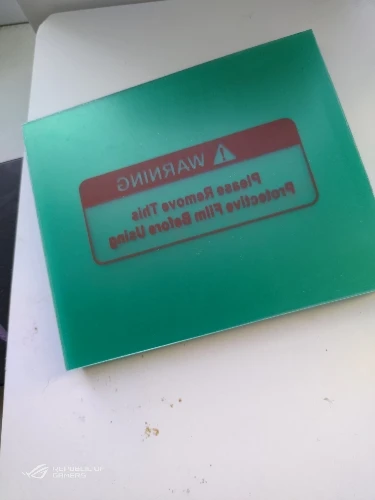 WARNING
Please Remove This
Protective Film Before Using